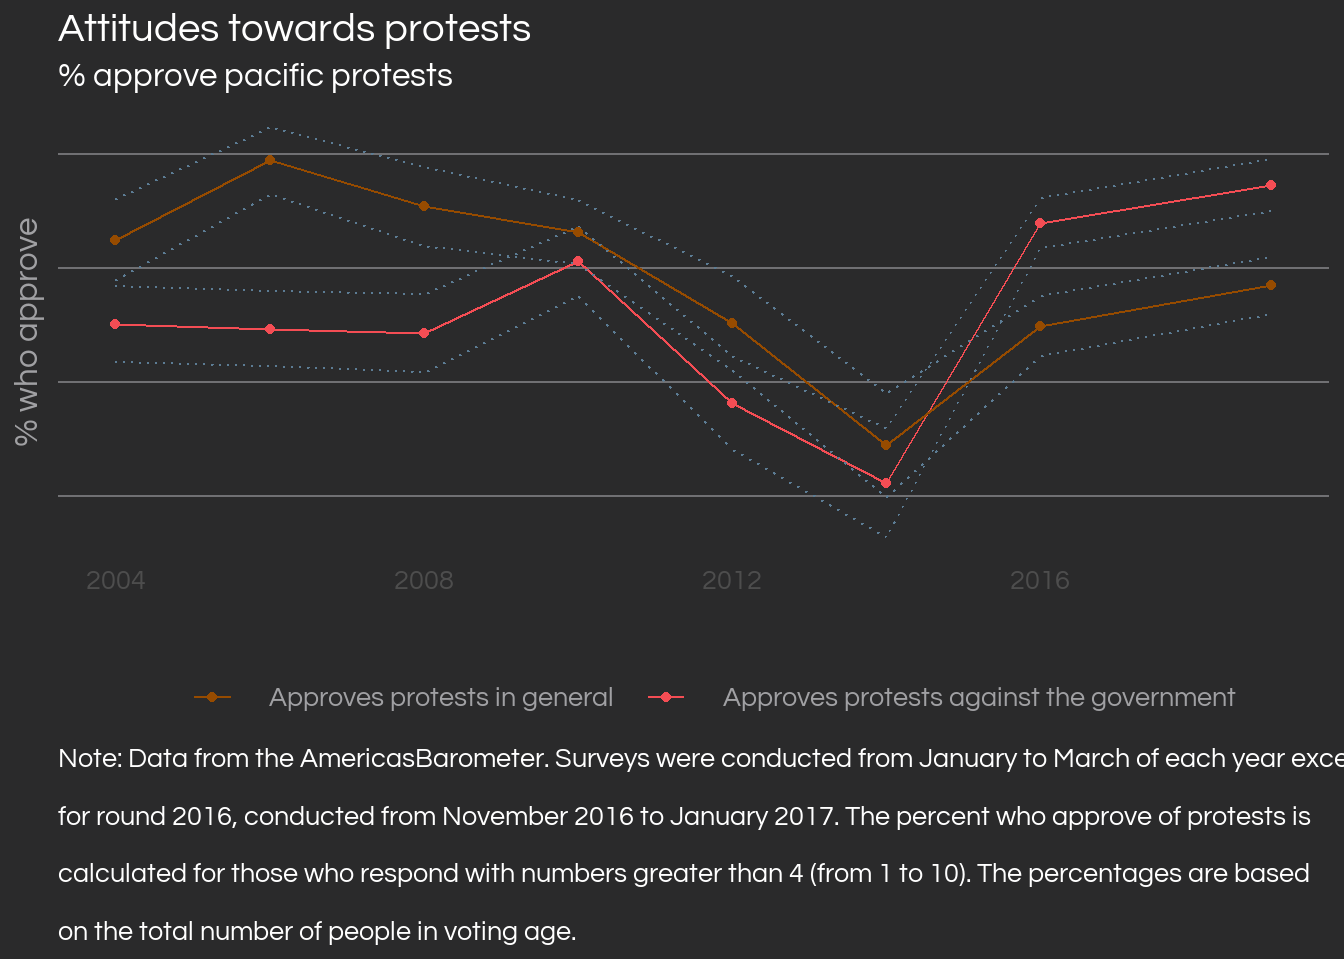 Attitudes towards protests
% approve pacific protests
% who approve
2004 2008 2012 2016
Approves protests in general Approves protests against the government
Note: Data from the AmericasBarometer. Surveys were conducted from January to March of each year exce
for round 2016, conducted from November 2016 to January 2017. The percent who approve of protests is
calculated for those who respond with numbers greater than 4 (from 1 to 10). The percentages are based
on the total number of people in voting age.